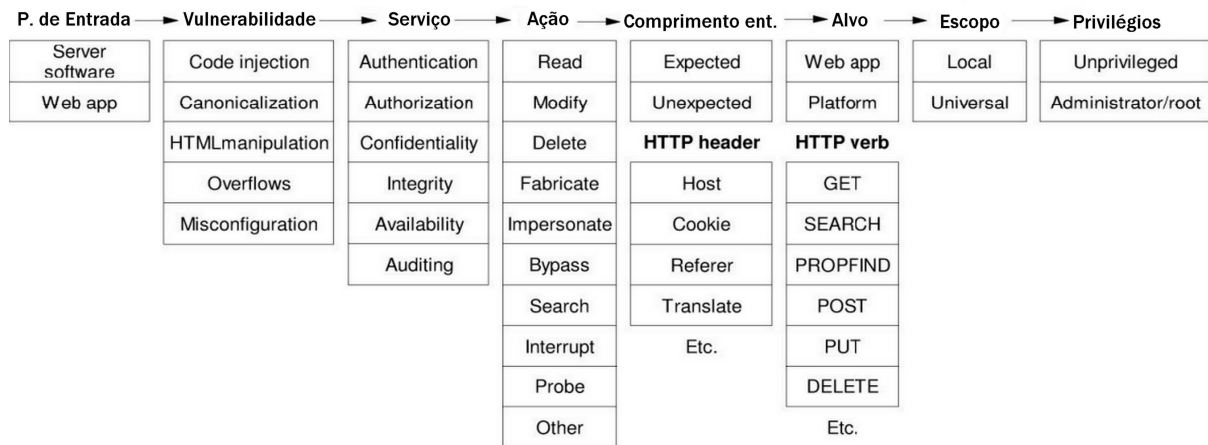 P. de Entrada → Vulnerabilidade → Serviço → Ação → Comprimento ent. → Alvo → Escopo → Privilégios
Server
software
Web app
Code injection
Canonicalization
HTMLmanipulation
Overflows
Misconfiguration
Authentication
Authorization
Confidentiality
Integrity
Availability
Auditing
Read
Modify
Delete
Fabricate
Impersonate
Bypass
Search
Interrupt
Probe
Other
Expected
Unexpected
HTTP header
Host
Cookie
Referer
Translate
Etc.
Web app
Platform
HTTP verb
GET
SEARCH
PROPFIND
POST
PUT
DELETE
Etc.
Local
Universal
Unprivileged
Administrator/root